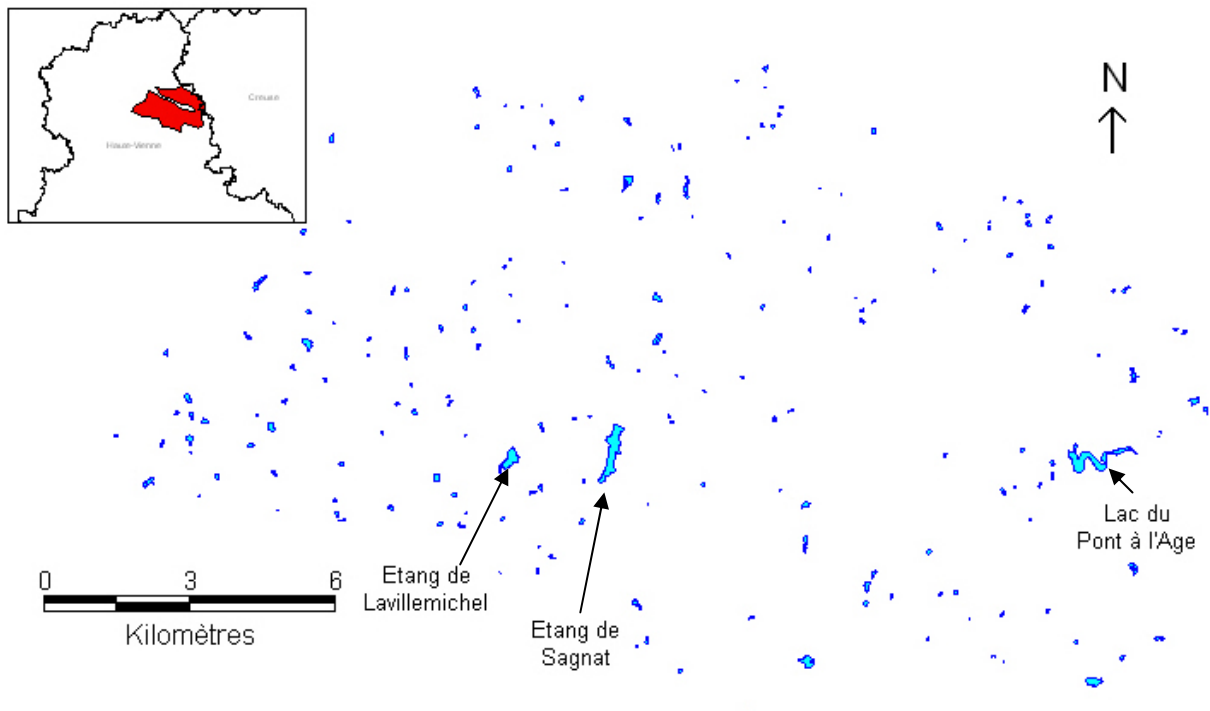 Creuse
Haute-Vienne
N
Lac du
Pont à l'Age
Etang de
Lavillemichel
Etang de
Sagnat
0 3 6
Kilomètres